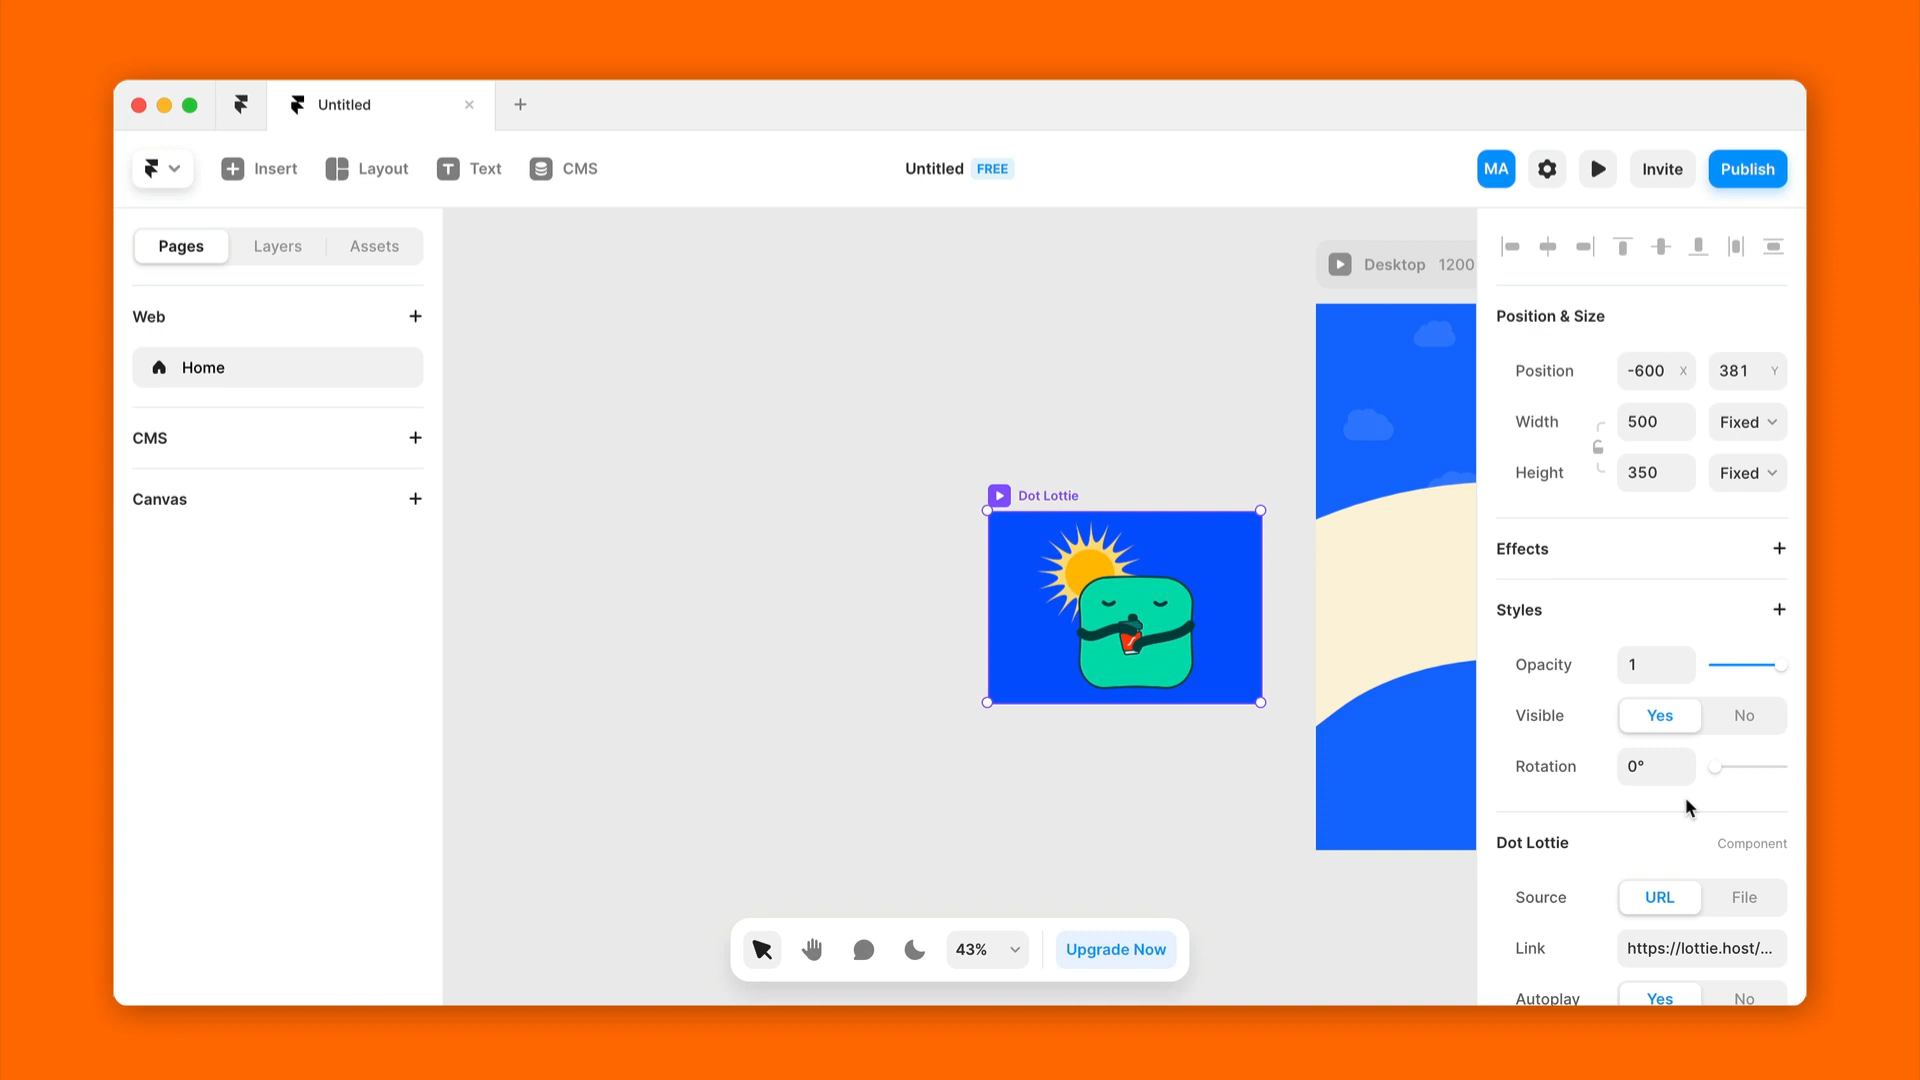 Untitled
Insert
Layout
Text
CMS
Untitled FREE
MA
Invite
Publish
Pages
Layers
Assets
Web
Home
CMS
Canvas
Desktop 1200
Dot Lottie
Position & Size
Position -600 X 381 Y
Width 500 Fixed
Height 350 Fixed
Effects
Styles
Opacity 1
Visible Yes No
Rotation 0°
Dot Lottie Component
Source URL File
Link https://lottie.host/...
Autoplay Yes No
43%
Upgrade Now